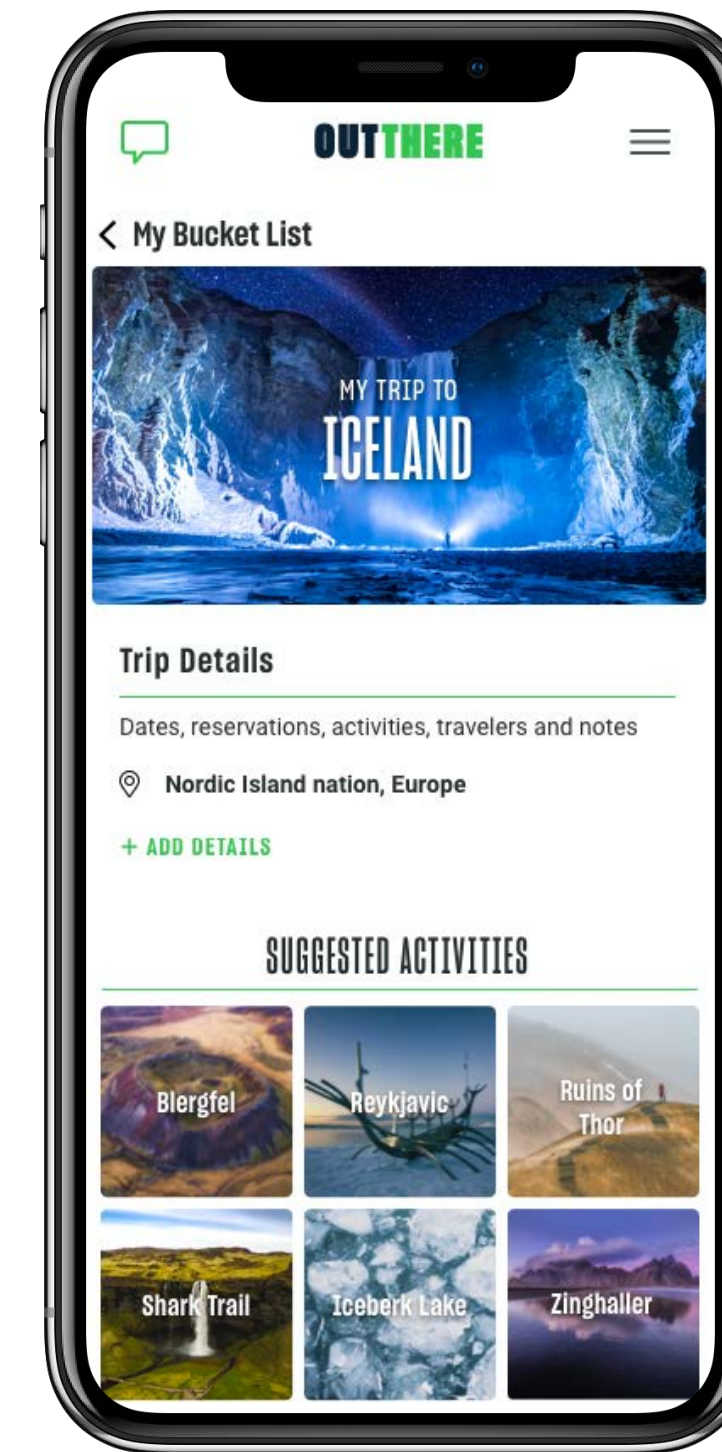 OUTTHERE
My Bucket List
MY TRIP TO
ICELAND
Trip Details
Dates, reservations, activities, travelers and notes
Nordic Island nation, Europe
+ ADD DETAILS
SUGGESTED ACTIVITIES
Blergfel
Reykjavic
Ruins of
Thor
Shark Trail
Iceberk Lake
Zinghaller